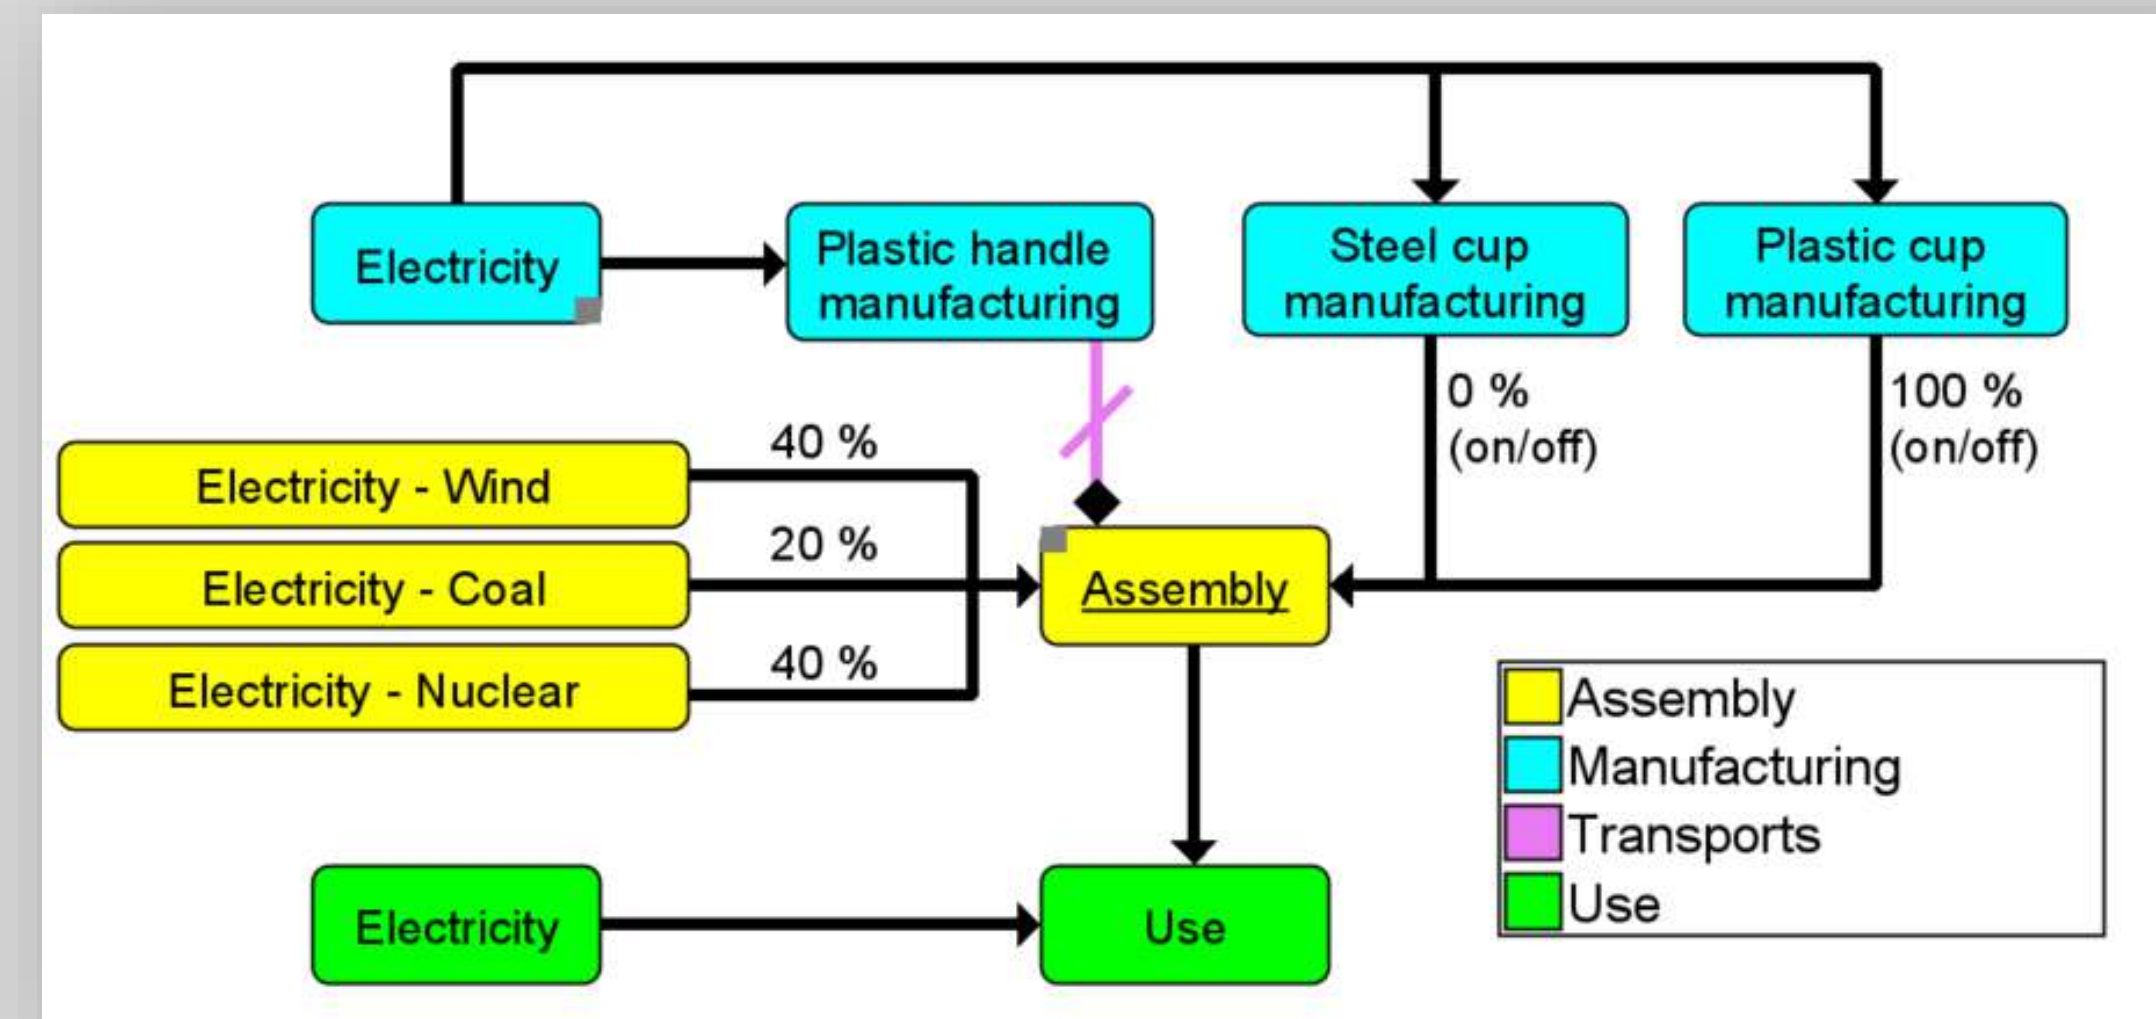 Electricity
Plastic handle
manufacturing
Steel cup
manufacturing
Plastic cup
manufacturing
0 %
(on/off)
100 %
(on/off)
40 %
Electricity - Wind
20 %
Electricity - Coal
Assembly
40 %
Electricity - Nuclear
Assembly
Manufacturing
Transports
Use
Electricity
Use